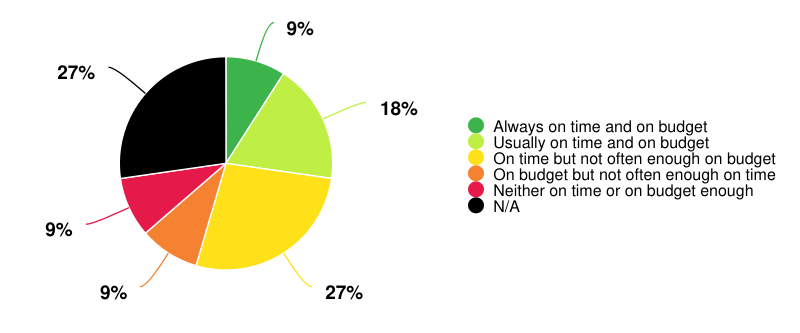 9%
27%
18%
9%
9%
27%
Always on time and on budget
Usually on time and on budget
On time but not often enough on budget
On budget but not often enough on time
Neither on time or on budget enough
N/A